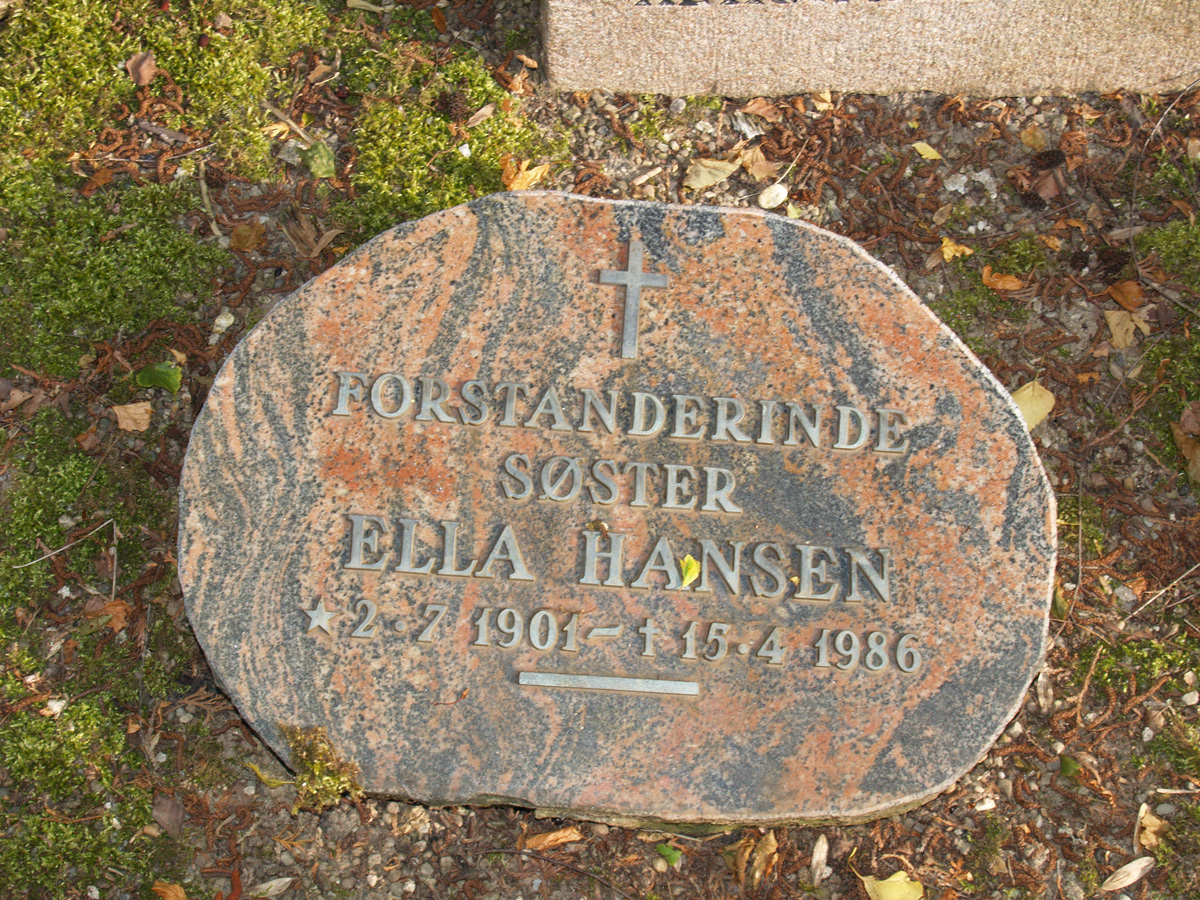 FORSTANDERINDE
SØSTER
ELLA HANSEN
★ 2·7 1901 – † 15·4 1986